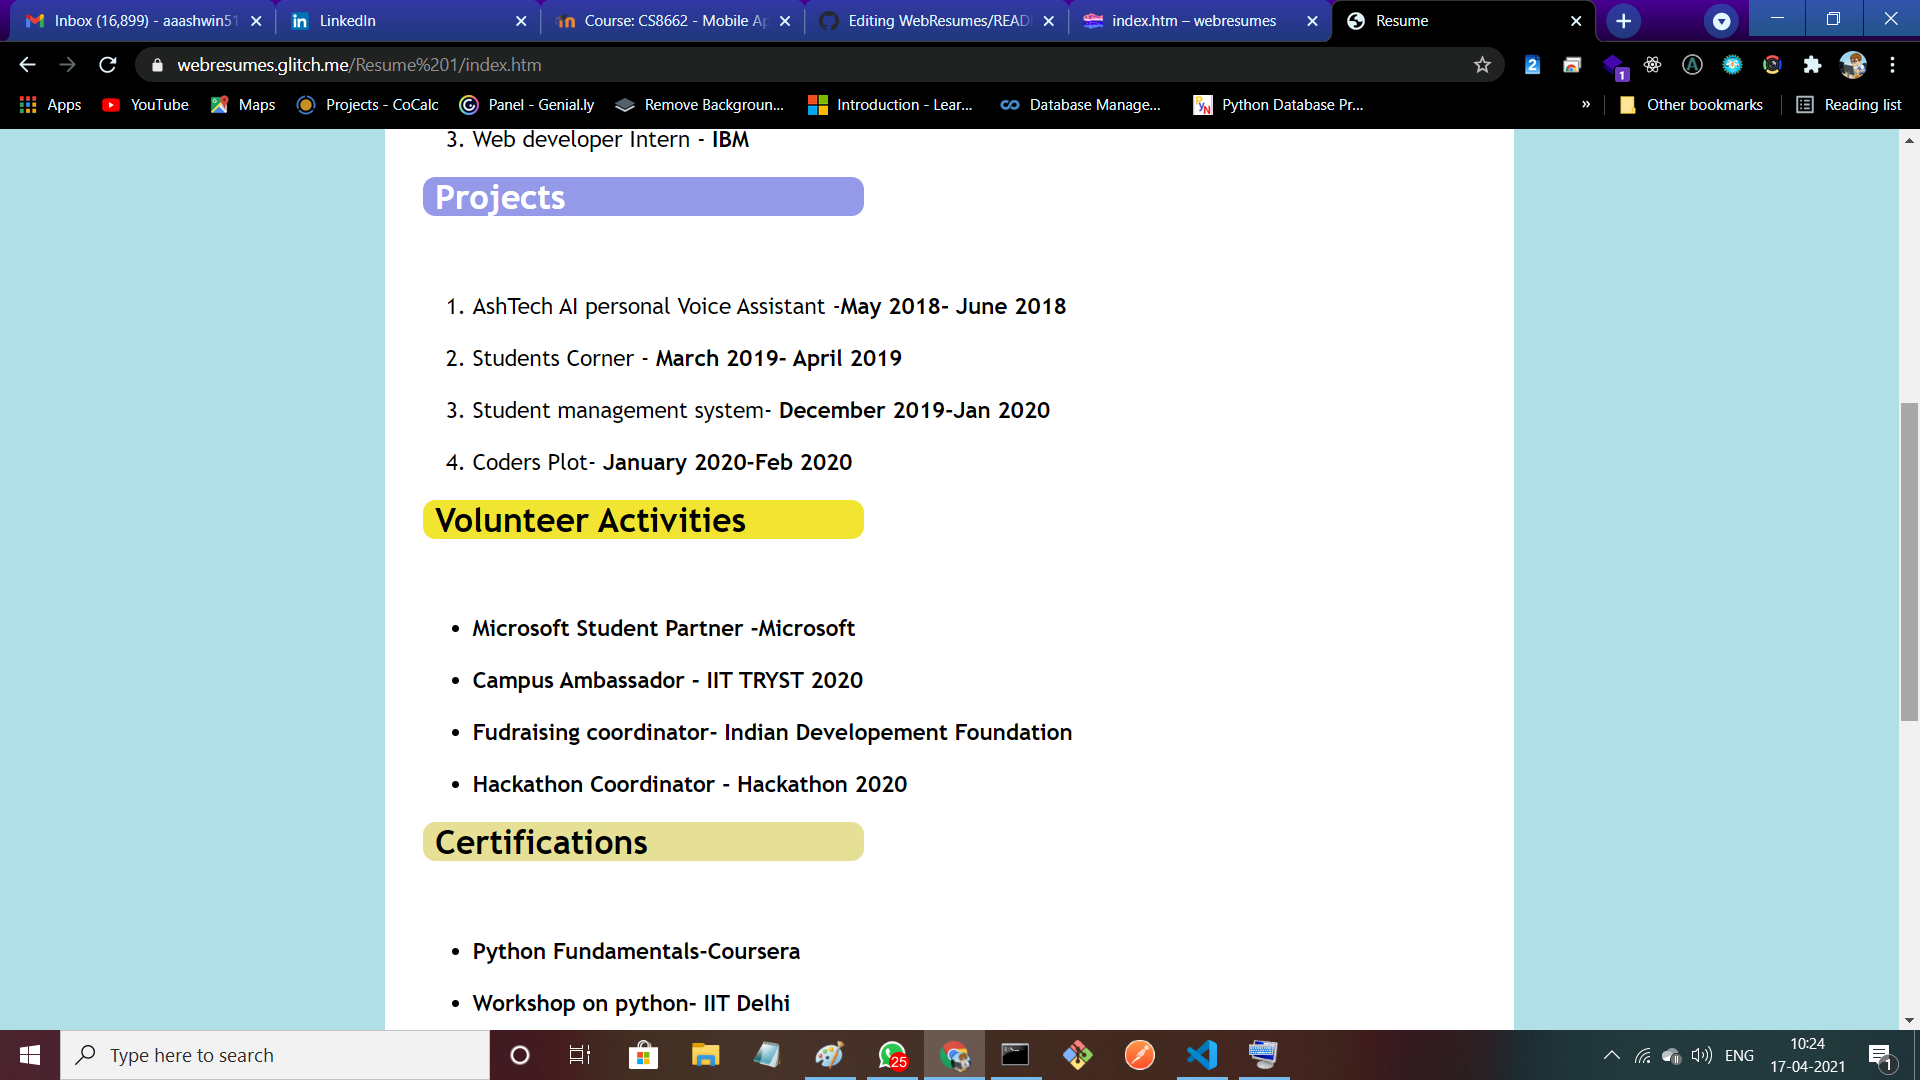 Inbox (16,899) - aaashwin51
LinkedIn
Course: CS8662 - Mobile Ap
Editing WebResumes/READ
index.htm – webresumes
Resume
webresumes.glitch.me/Resume%201/index.htm
2
1
Apps
YouTube
Maps
Projects - CoCalc
Panel - Genial.ly
Remove Backgroun...
Introduction - Lear...
Database Manage...
Python Database Pr...
»
Other bookmarks
Reading list
3. Web developer Intern - IBM
Projects
1. AshTech AI personal Voice Assistant -May 2018- June 2018
2. Students Corner - March 2019- April 2019
3. Student management system- December 2019-Jan 2020
4. Coders Plot- January 2020-Feb 2020
Volunteer Activities
• Microsoft Student Partner -Microsoft
• Campus Ambassador - IIT TRYST 2020
• Fudraising coordinator- Indian Developement Foundation
• Hackathon Coordinator - Hackathon 2020
Certifications
• Python Fundamentals-Coursera
• Workshop on python- IIT Delhi
Type here to search
25
ENG
10:24
17-04-2021
1